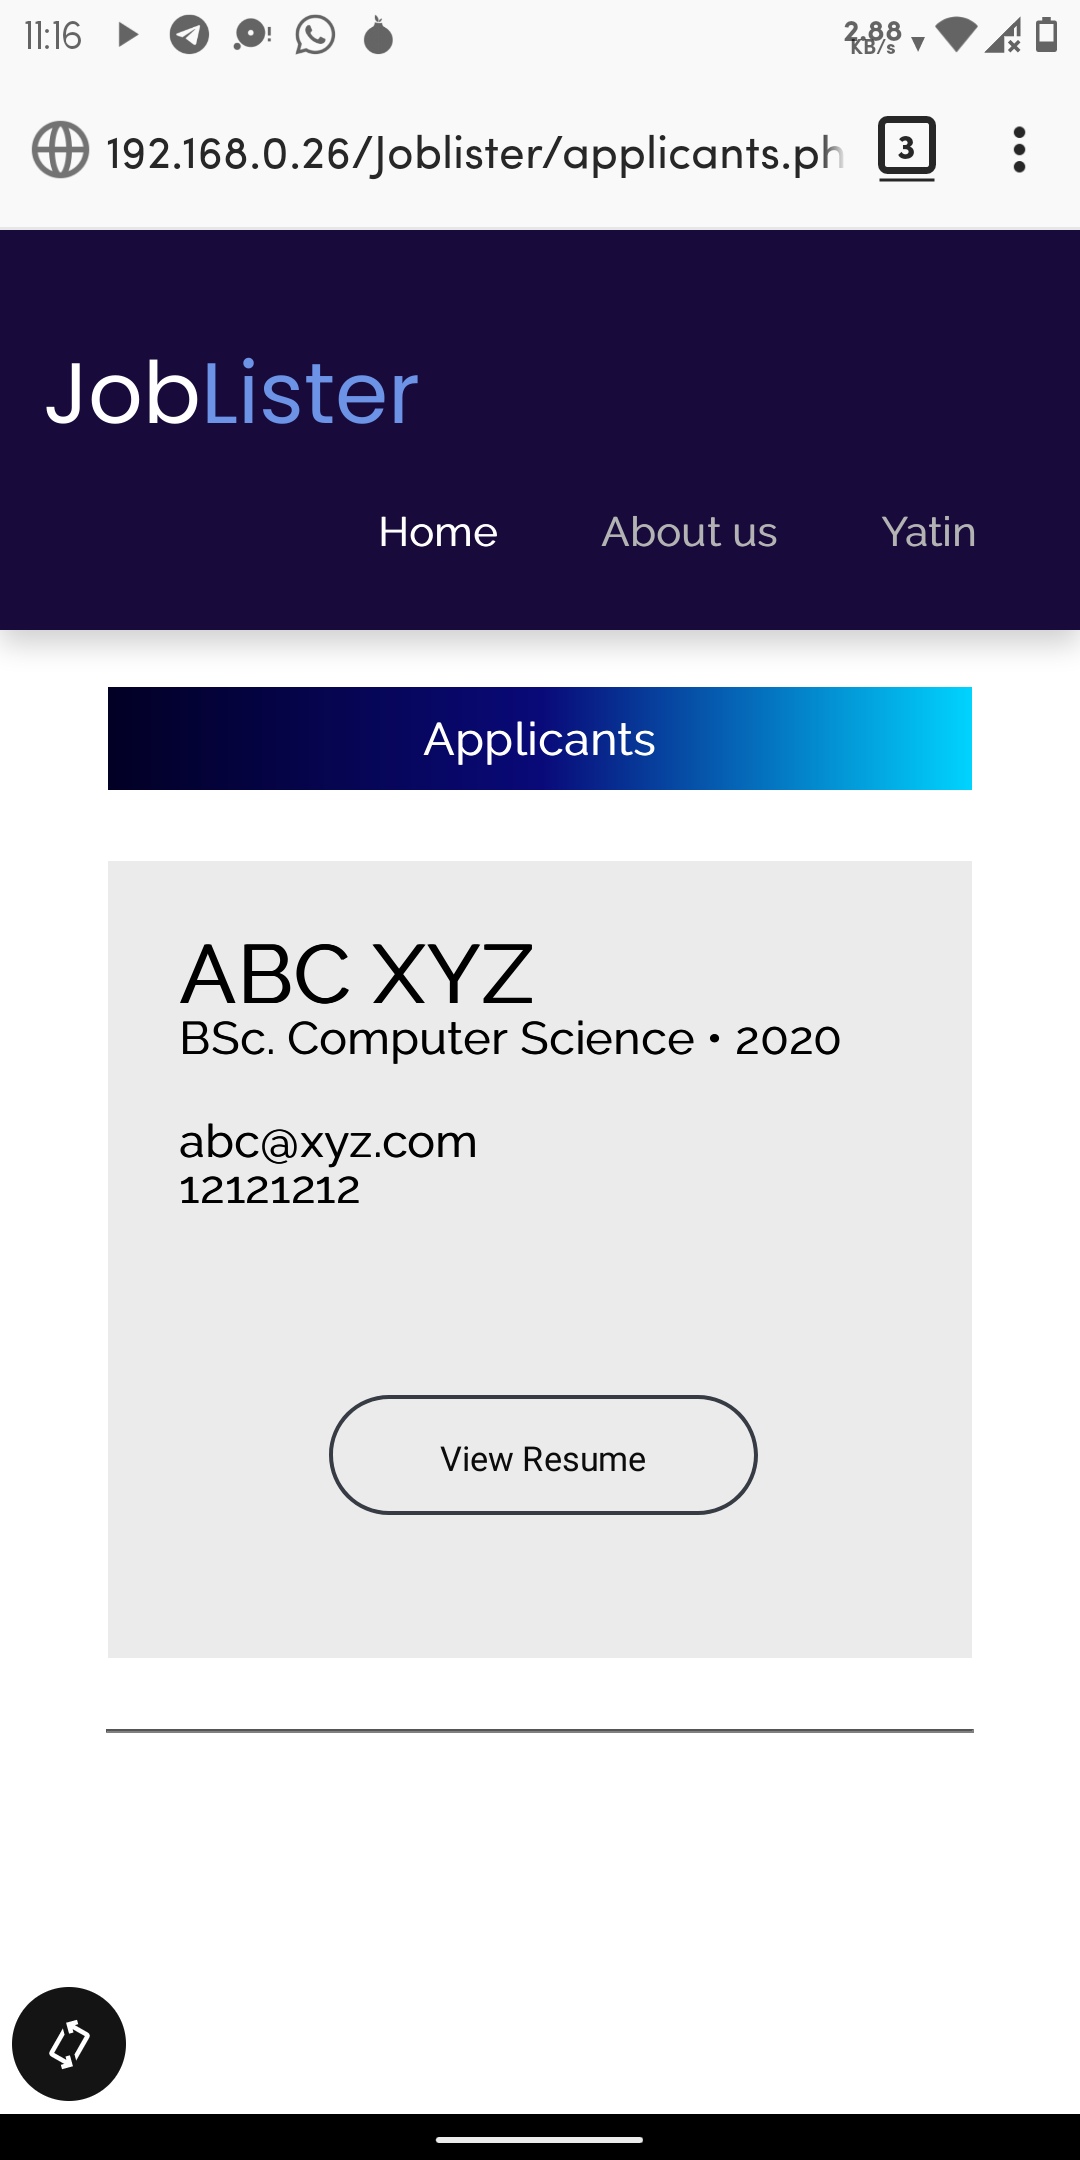 11:16
2.88
KB/s
192.168.0.26/Joblister/applicants.ph
3
JobLister
Home About us Yatin
Applicants
ABC XYZ
BSc. Computer Science • 2020
abc@xyz.com
12121212
View Resume